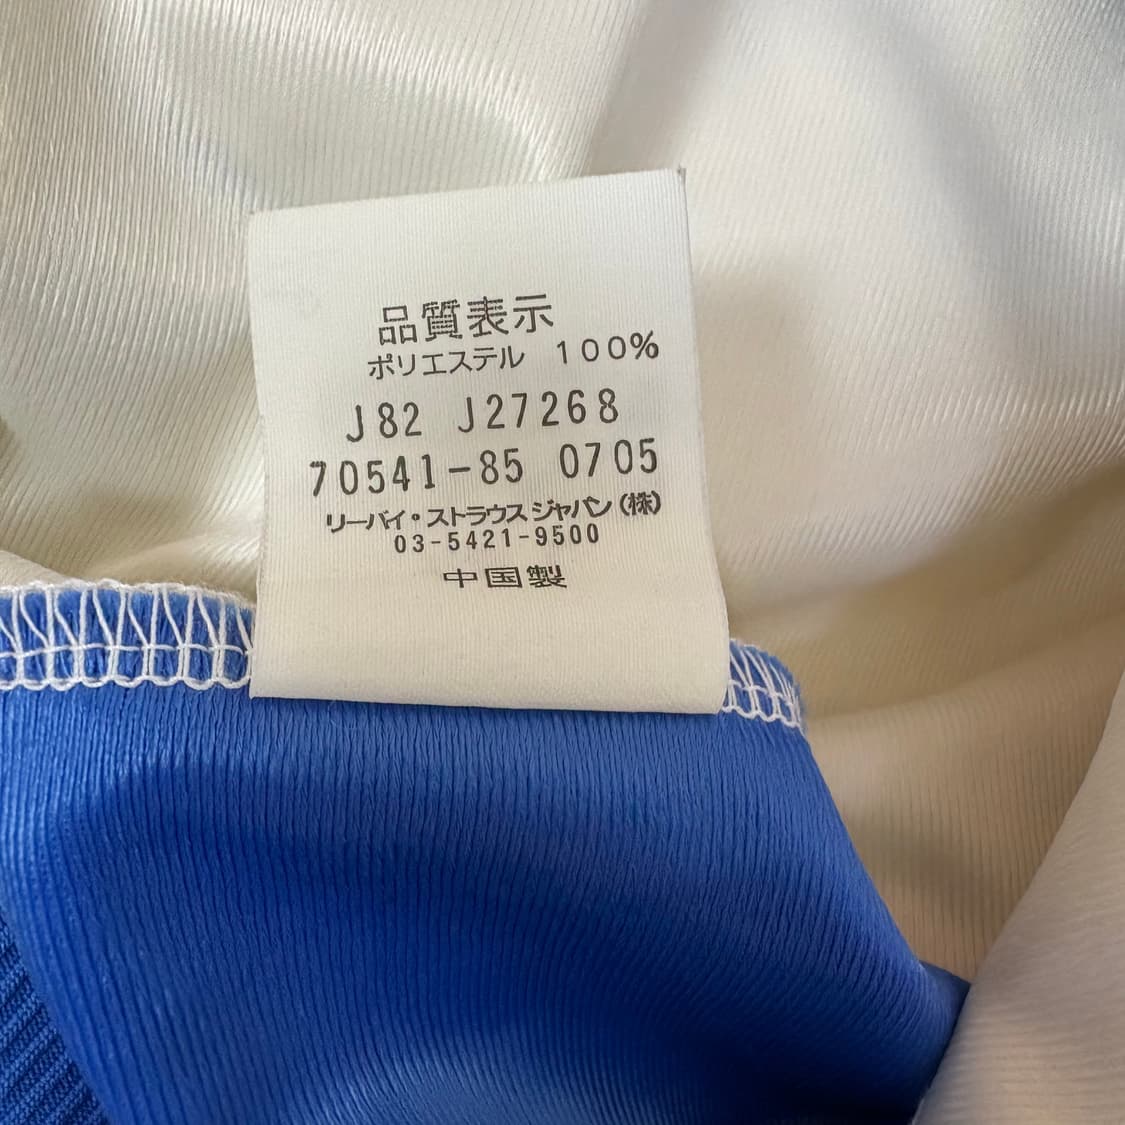 品質表示
ポリエステル 100%
J82 J27268
70541-85 0705
リーバイ・ストラウスジャパン(株)
03-5421-9500
中国製